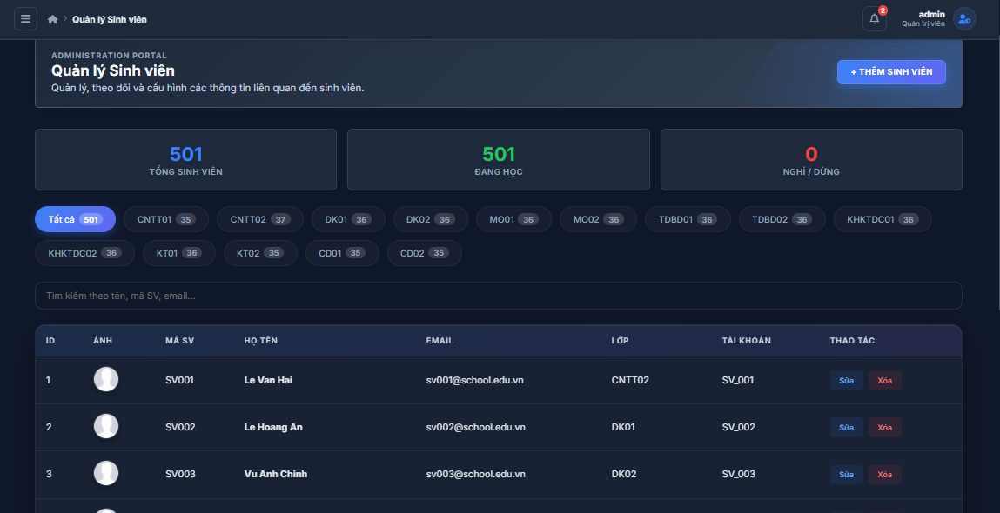 Quản lý Sinh viên
2
admin
Quản trị viên
ADMINISTRATION PORTAL
Quản lý Sinh viên
Quản lý, theo dõi và cấu hình các thông tin liên quan đến sinh viên.
+ THÊM SINH VIÊN
501
TỔNG SINH VIÊN
501
ĐANG HỌC
0
NGHỈ / DỪNG
Tất cả 501
CNTT01 35
CNTT02 37
DK01 36
DK02 36
MO01 36
MO02 36
TDBD01 36
TDBD02 36
KHKTDC01 36
KHKTDC02 36
KT01 36
KT02 35
CD01 35
CD02 35
Tìm kiếm theo tên, mã SV, email...
ID ẢNH MÃ SV HỌ TÊN EMAIL LỚP TÀI KHOẢN THAO TÁC
1 SV001 Le Van Hai sv001@school.edu.vn CNTT02 SV_001 Sửa Xóa
2 SV002 Le Hoang An sv002@school.edu.vn DK01 SV_002 Sửa Xóa
3 SV003 Vu Anh Chinh sv003@school.edu.vn DK02 SV_003 Sửa Xóa